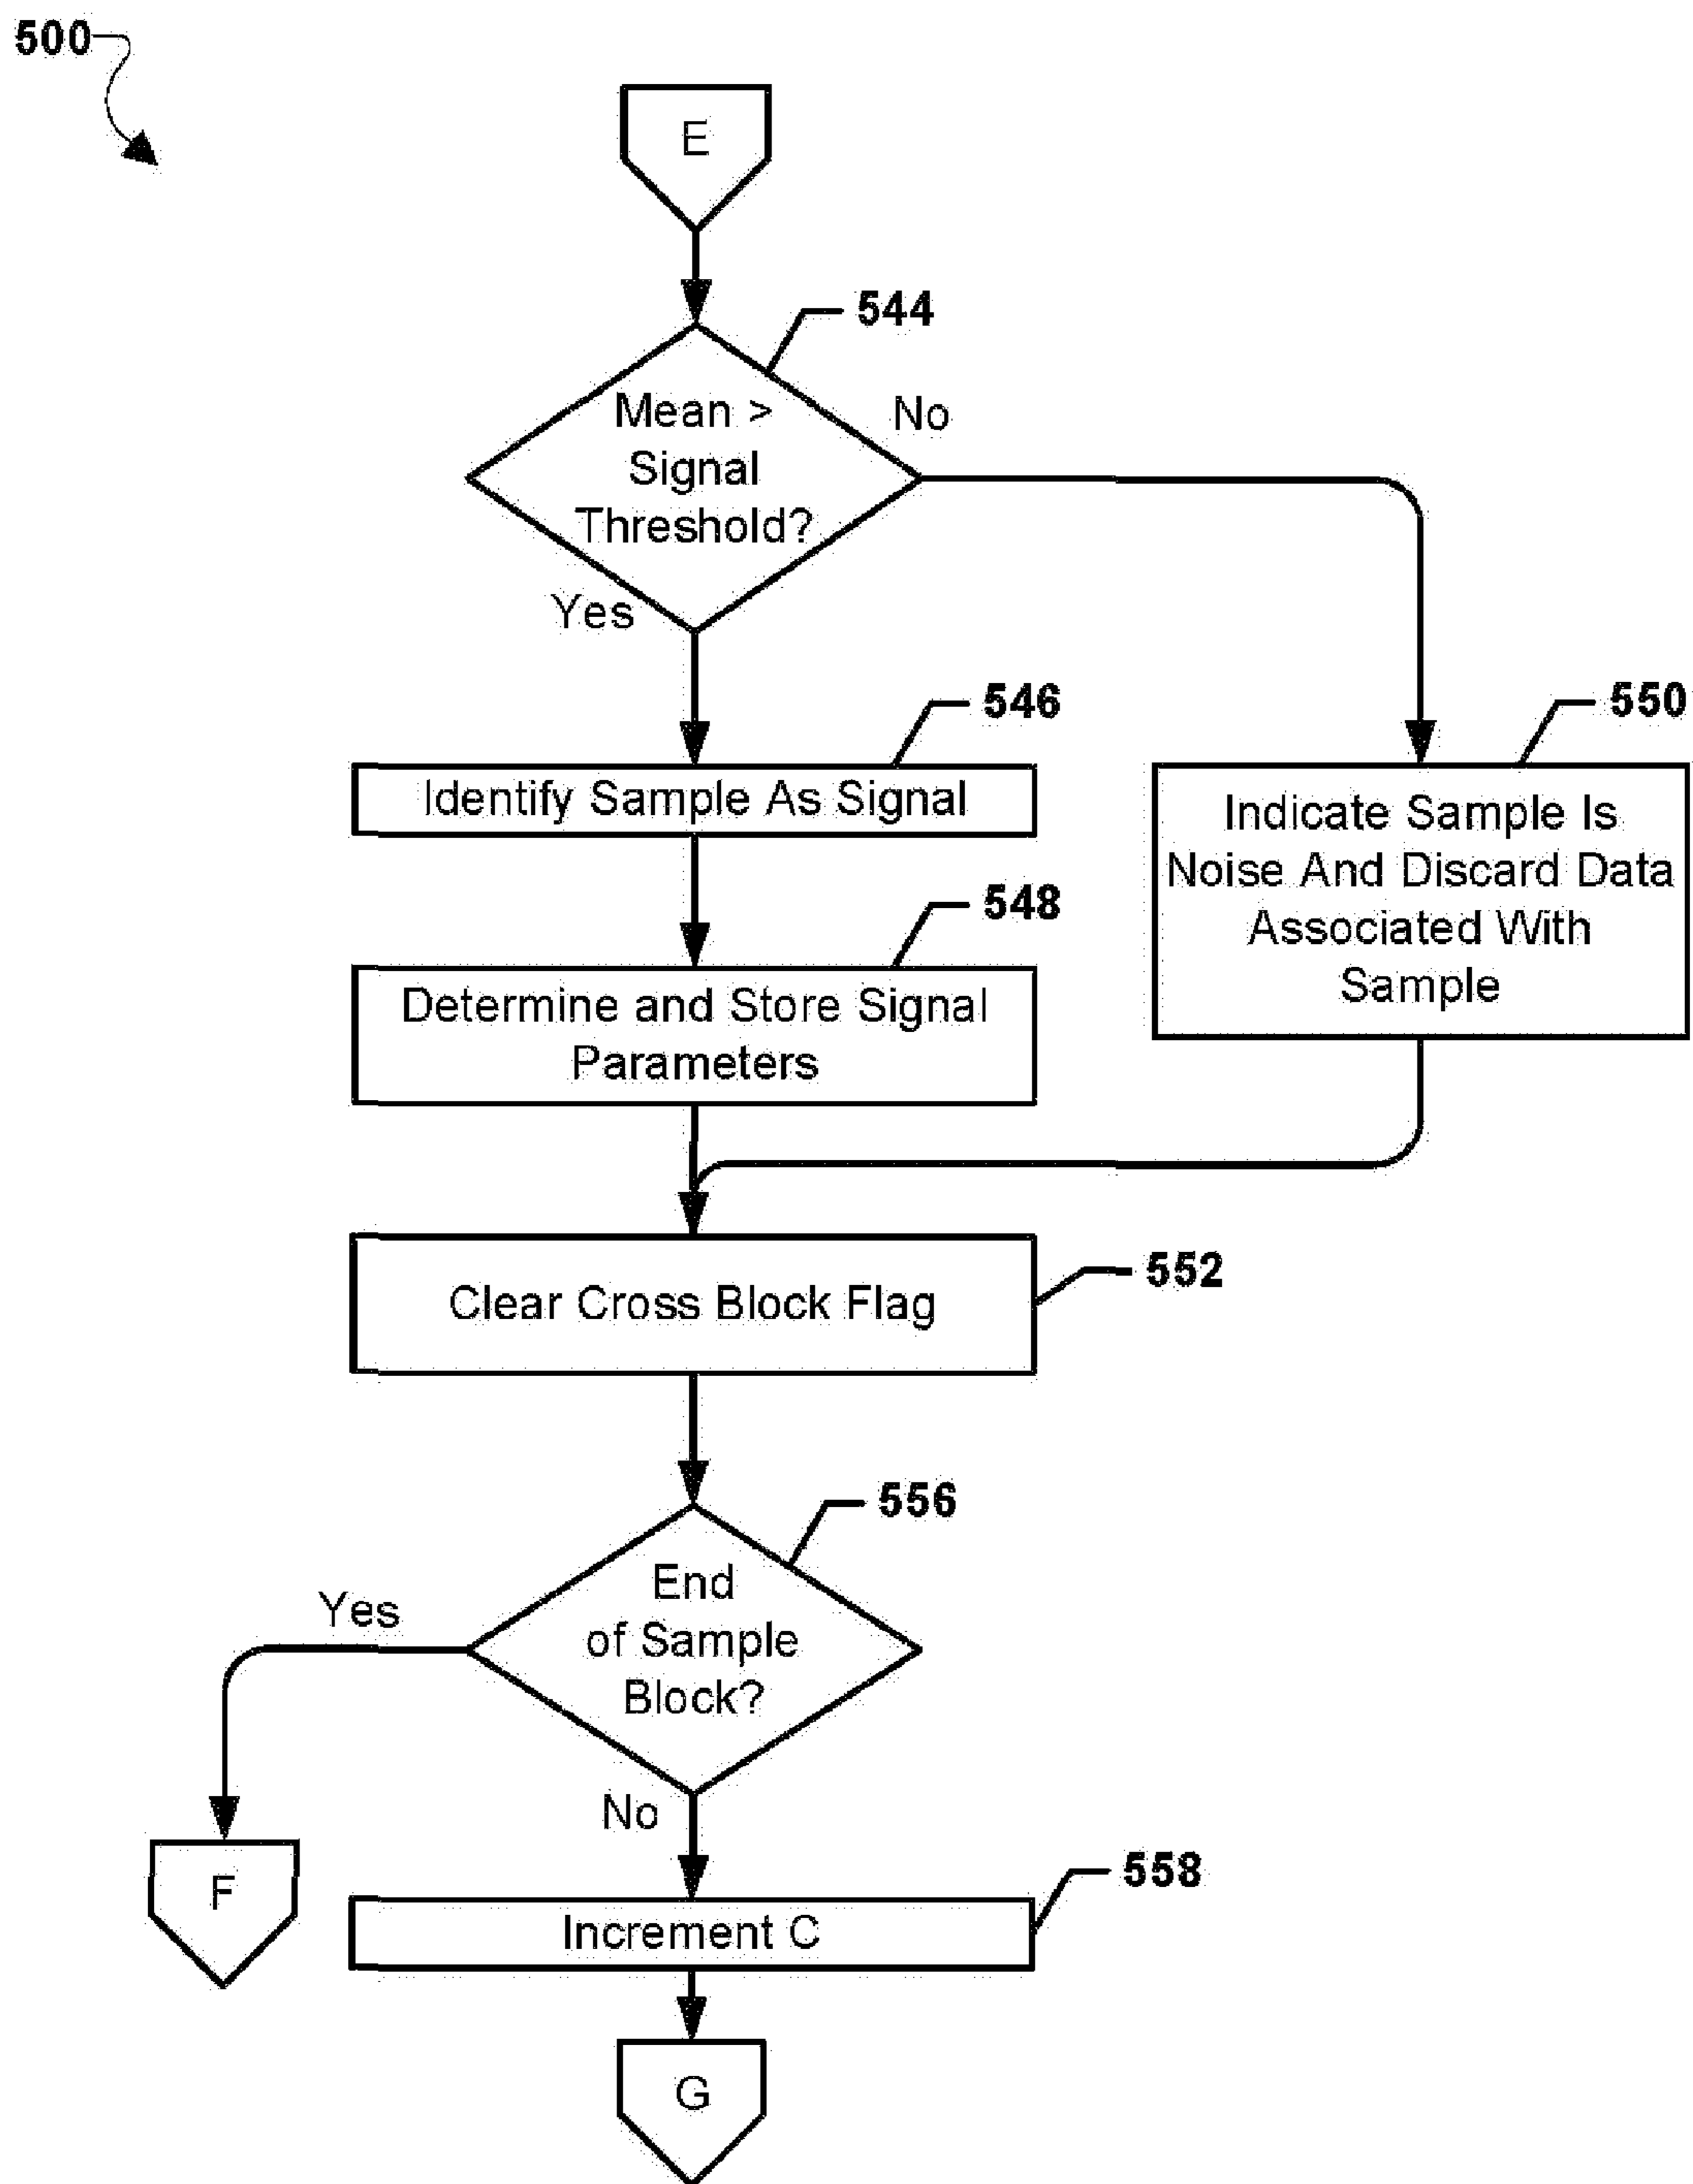 500
E
544
Mean >
Signal
Threshold?
No
Yes
546
Identify Sample As Signal
550
Indicate Sample Is
Noise And Discard Data
Associated With
Sample
548
Determine and Store Signal
Parameters
552
Clear Cross Block Flag
556
End
of Sample
Block?
Yes
No
F
558
Increment C
G